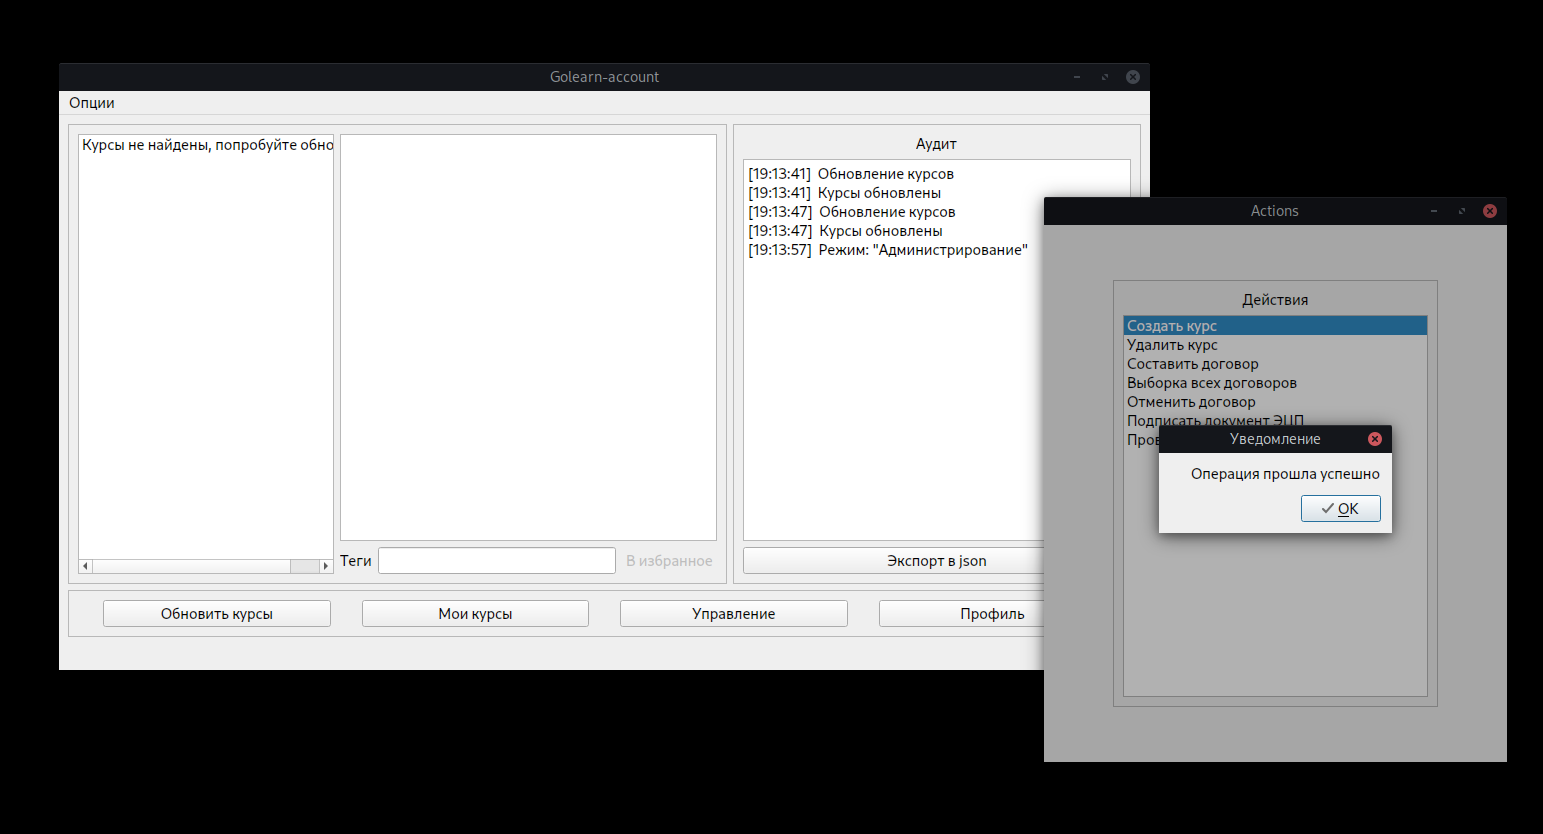 Golearn-account
Опции
Курсы не найдены, попробуйте обно
Теги
В избранное
Аудит
[19:13:41] Обновление курсов
[19:13:41] Курсы обновлены
[19:13:47] Обновление курсов
[19:13:47] Курсы обновлены
[19:13:57] Режим: "Администрирование"
Экспорт в json
Обновить курсы
Мои курсы
Управление
Профиль
Actions
Действия
Создать курс
Удалить курс
Составить договор
Выборка всех договоров
Отменить договор
Подписать документ ЭЦП
Уведомление
Операция прошла успешно
OK